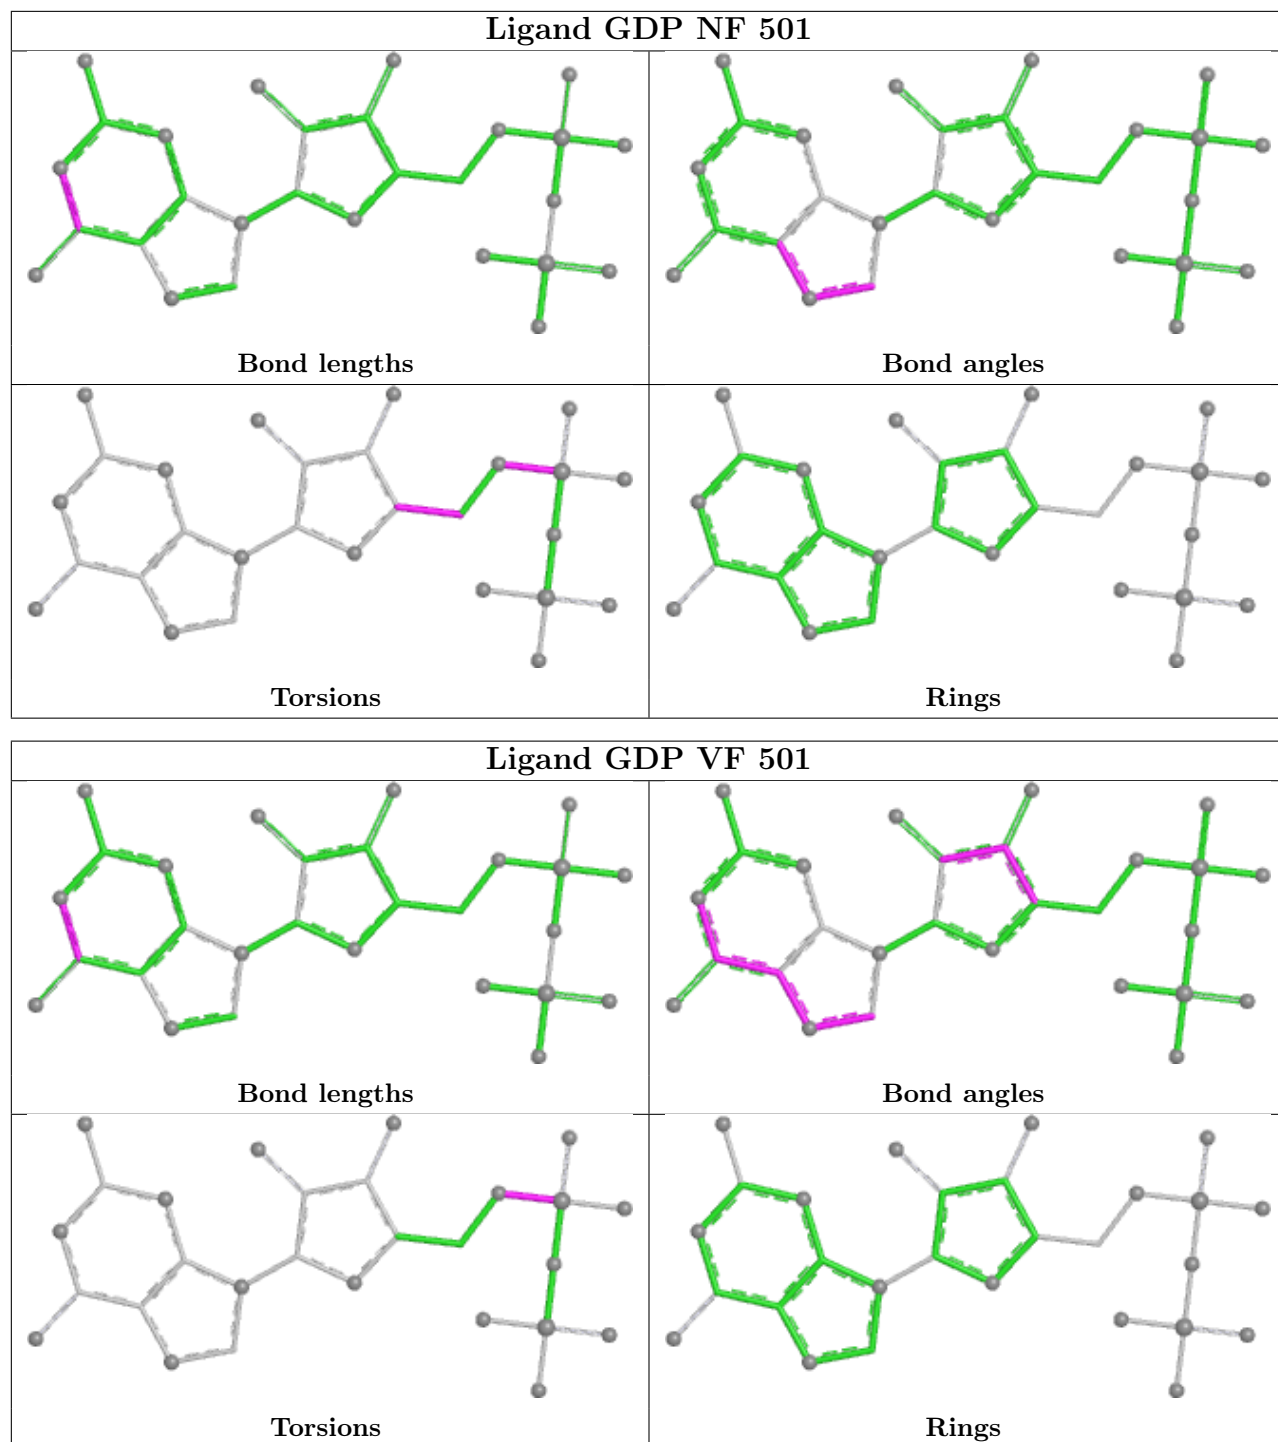 Ligand GDP NF 501
Bond lengths
Bond angles
Torsions
Rings
Ligand GDP VF 501
Bond lengths
Bond angles
Torsions
Rings